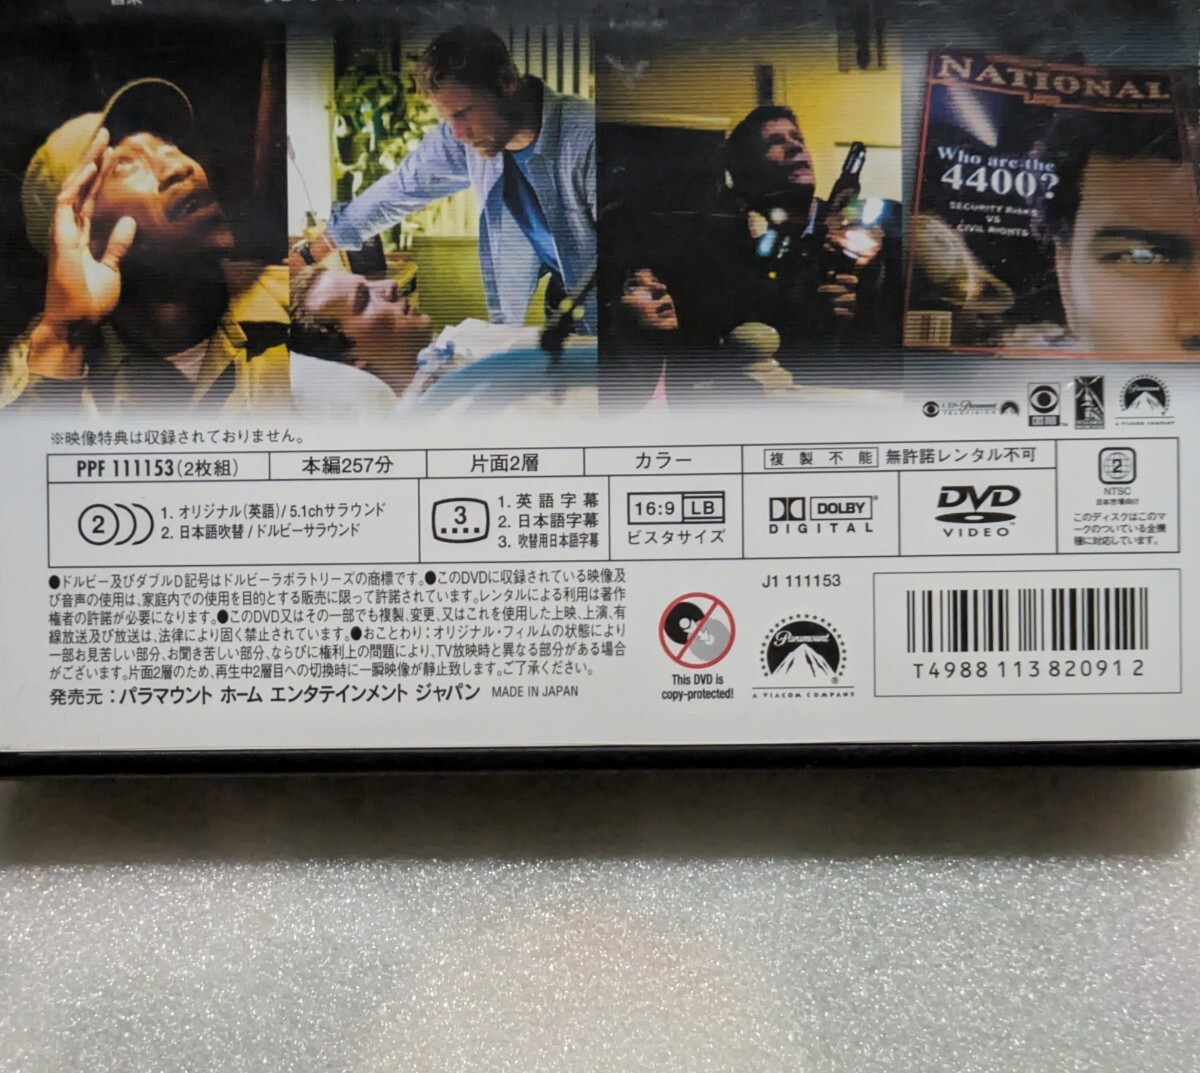 NATIONAL
Who are the
4400?
SECURITY RISKS
VS
CIVIL RIGHTS
※映像特典は収録されておりません。
PPF 111153(2枚組)
本編257分
片面2層
カラー
複製不能 無許諾レンタル不可
2
1. オリジナル(英語)/5.1chサラウンド
2. 日本語吹替/ドルビーサラウンド
3
1. 英語字幕
2. 日本語字幕
3. 吹替用日本語字幕
16:9 LB
ビスタサイズ
DOLBY
DIGITAL
DVD
VIDEO
2
NTSC
日本市場向け
このディスクはこのマ
ークのついている全機
種に対応しています。
●ドルビー及びダブルD記号はドルビーラボラトリーズの商標です。●このDVDに収録されている映像及
び音声の使用は、家庭内での使用を目的とする販売に限って許諾されています。レンタルによる利用は著作
権者の許諾が必要になります。●このDVD又はその一部でも複製、変更、又はこれを使用した上映、上演、有
線放送及び放送は、法律により固く禁止されています。●おことわり:オリジナル・フィルムの状態により
一部お見苦しい部分、お聞き苦しい部分、ならびに権利上の問題により、TV放映時と異なる部分がある場合
がございます。片面2層のため、再生中2層目への切換時に一瞬映像が静止致します。ご了承ください。
発売元:パラマウント ホーム エンタテインメント ジャパン MADE IN JAPAN
This DVD is
copy-protected!
J1 111153
Paramount
A VIACOM COMPANY
T4988113820912